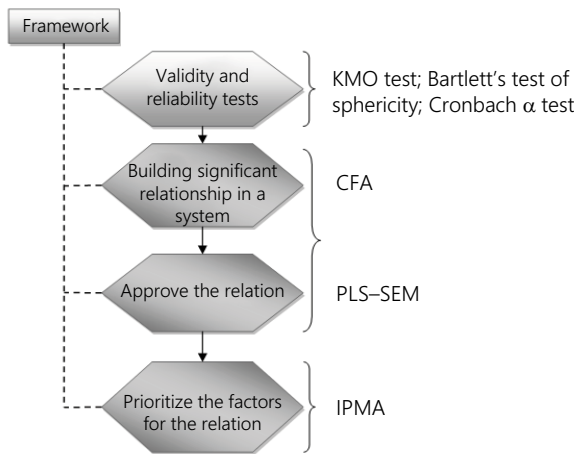 Framework
Validity and
reliability tests
KMO test; Bartlett's test of
sphericity; Cronbach α test
Building significant
relationship in a
system
CFA
Approve the relation
PLS–SEM
Prioritize the factors
for the relation
IPMA